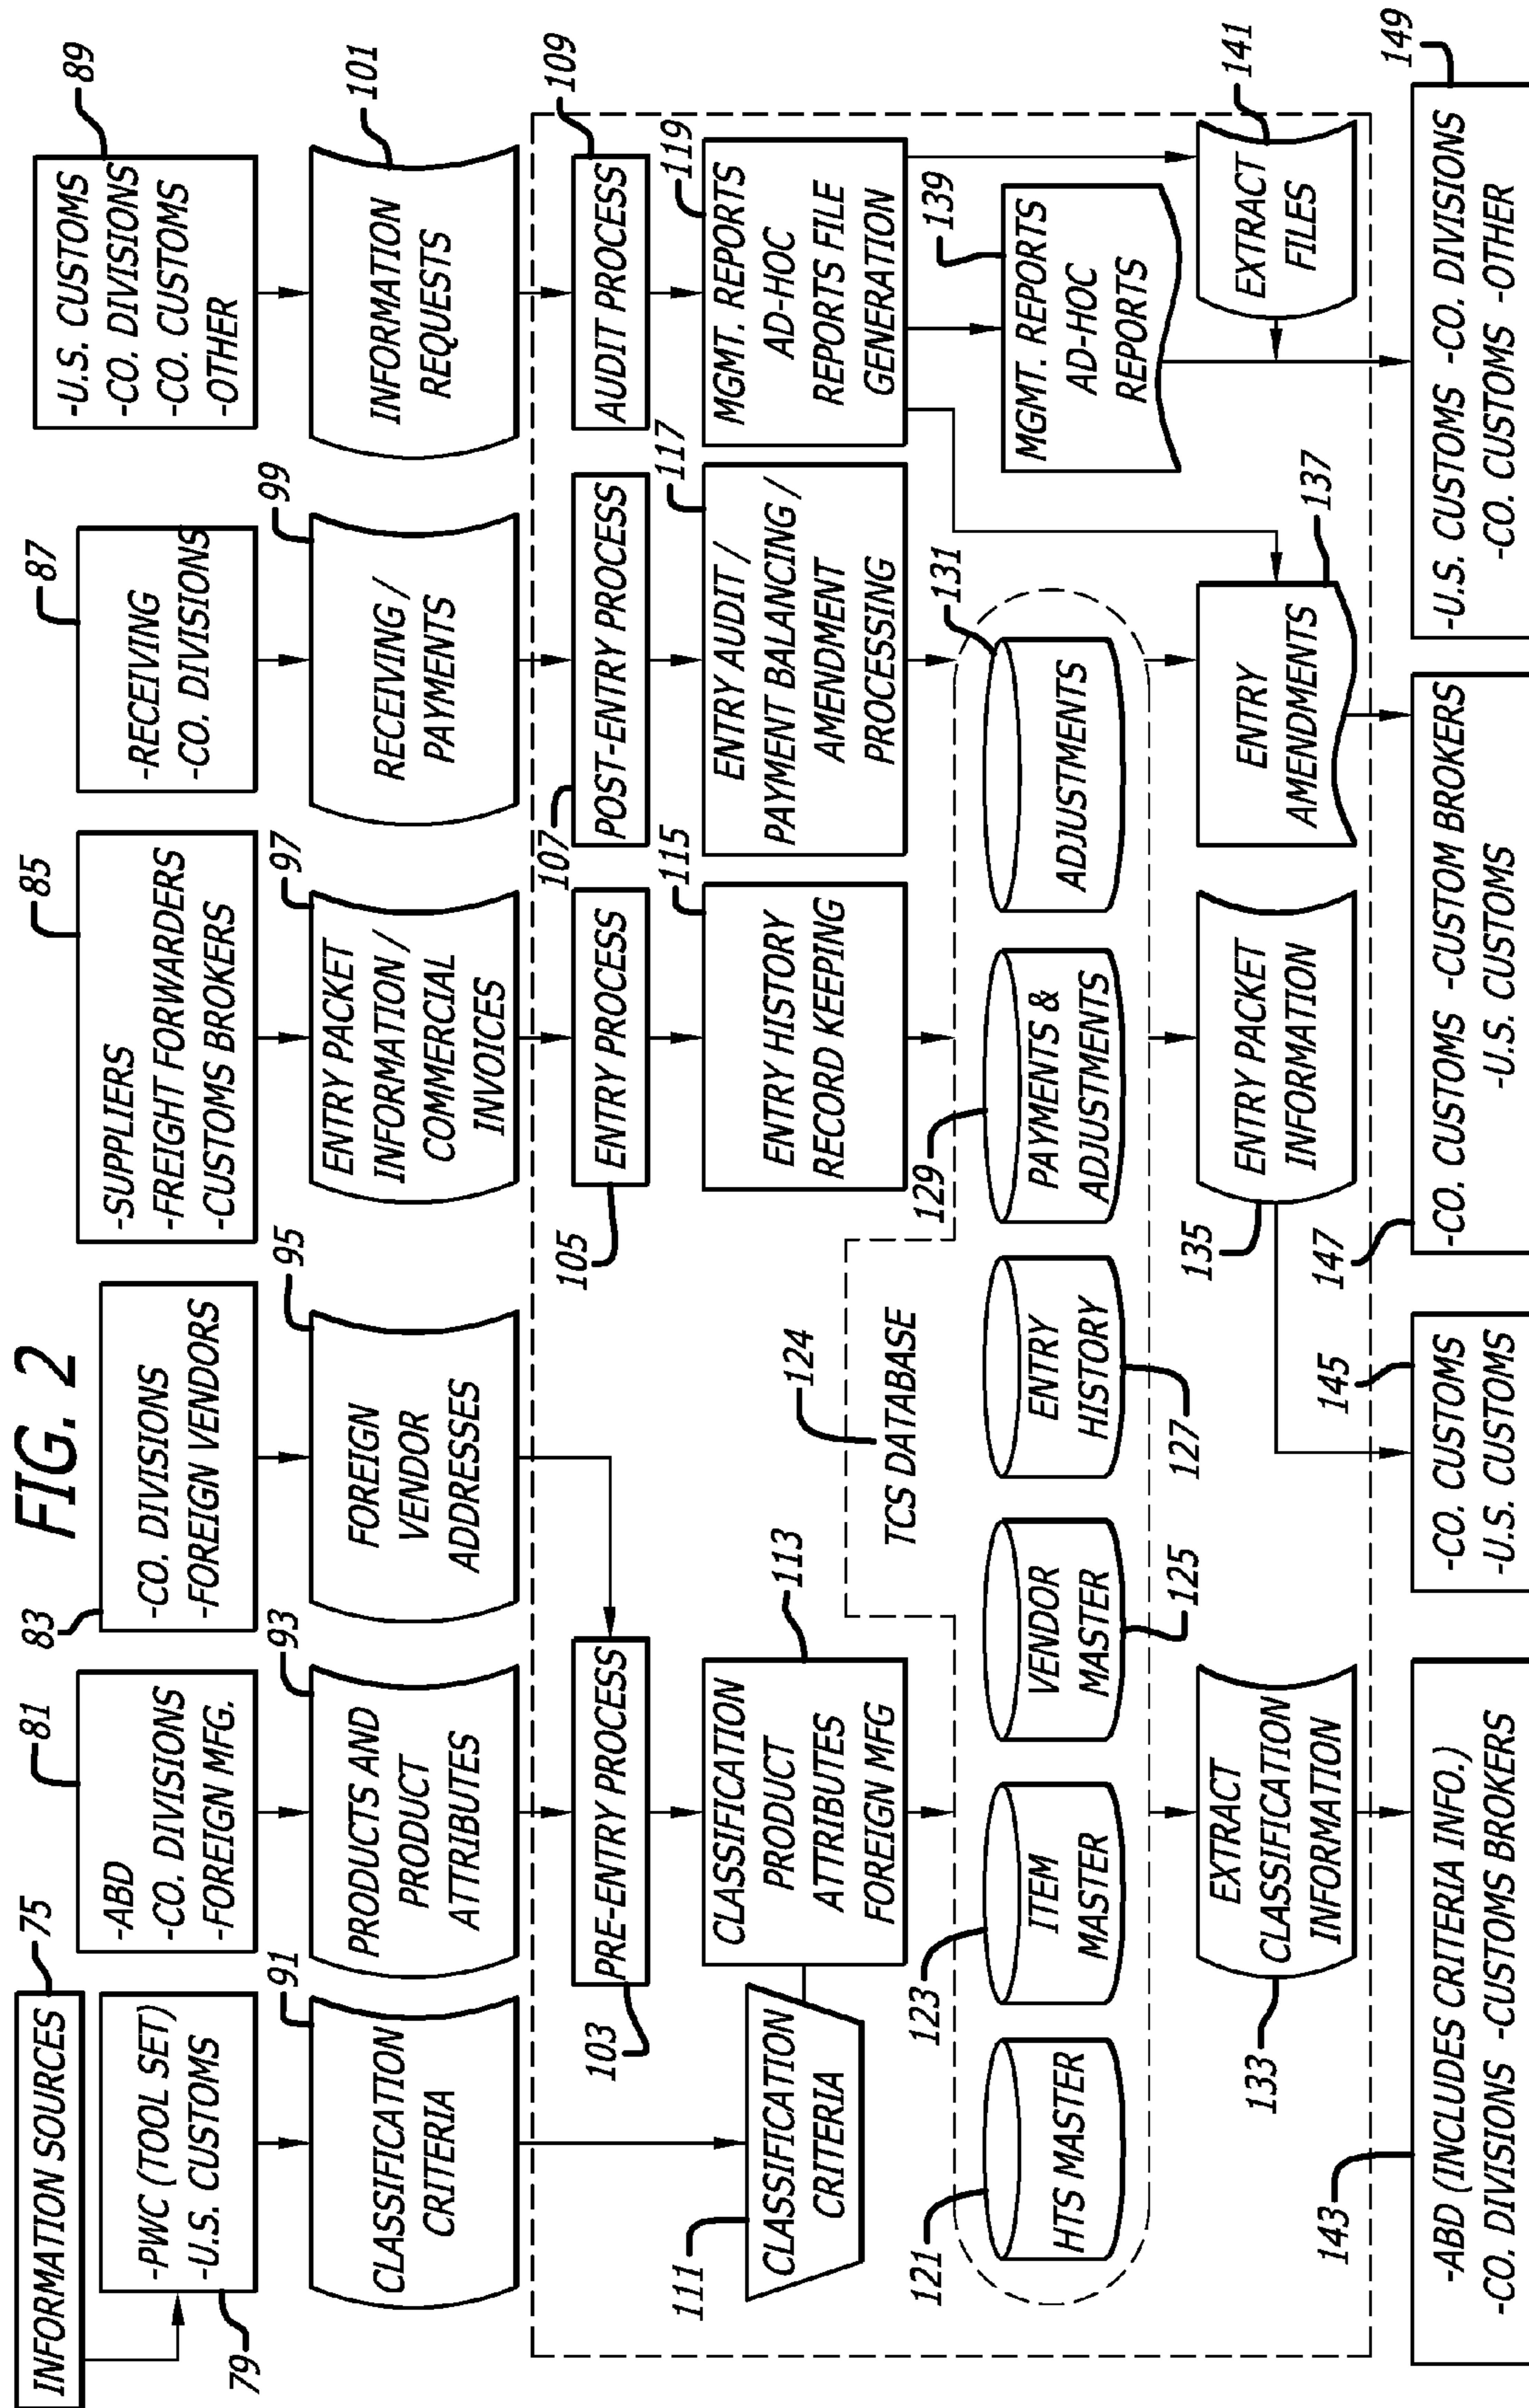 FIG. 2
INFORMATION SOURCES
75
-PWC (TOOL SET)
-U.S. CUSTOMS
79
-ABD
-CO. DIVISIONS
-FOREIGN MFG.
81
-CO. DIVISIONS
-FOREIGN VENDORS
83
-SUPPLIERS
-FREIGHT FORWARDERS
-CUSTOMS BROKERS
85
-RECEIVING
-CO. DIVISIONS
87
-U.S. CUSTOMS
-CO. DIVISIONS
-CO. CUSTOMS
-OTHER
89
CLASSIFICATION
CRITERIA
91
PRODUCTS AND
PRODUCT
ATTRIBUTES
93
FOREIGN
VENDOR
ADDRESSES
95
ENTRY PACKET
INFORMATION /
COMMERCIAL
INVOICES
97
RECEIVING /
PAYMENTS
99
INFORMATION
REQUESTS
101
PRE-ENTRY PROCESS
103
ENTRY PROCESS
105
POST-ENTRY PROCESS
107
AUDIT PROCESS
109
CLASSIFICATION
CRITERIA
111
CLASSIFICATION
PRODUCT
ATTRIBUTES
FOREIGN MFG
113
ENTRY HISTORY
RECORD KEEPING
115
ENTRY AUDIT /
PAYMENT BALANCING /
AMENDMENT
PROCESSING
117
MGMT. REPORTS
AD-HOC
REPORTS FILE
GENERATION
119
TCS DATABASE
124
HTS MASTER
121
ITEM
MASTER
123
VENDOR
MASTER
125
ENTRY
HISTORY
127
PAYMENTS &
ADJUSTMENTS
129
ADJUSTMENTS
131
MGMT. REPORTS
AD-HOC
REPORTS
139
EXTRACT
CLASSIFICATION
INFORMATION
133
ENTRY PACKET
INFORMATION
135
ENTRY
AMENDMENTS
137
EXTRACT
FILES
141
-ABD (INCLUDES CRITERIA INFO.)
-CO. DIVISIONS -CUSTOMS BROKERS
143
-CO. CUSTOMS
-U.S. CUSTOMS
145
-CO. CUSTOMS -CUSTOM BROKERS
-U.S. CUSTOMS
147
-U.S. CUSTOMS -CO. DIVISIONS
-CO. CUSTOMS -OTHER
149